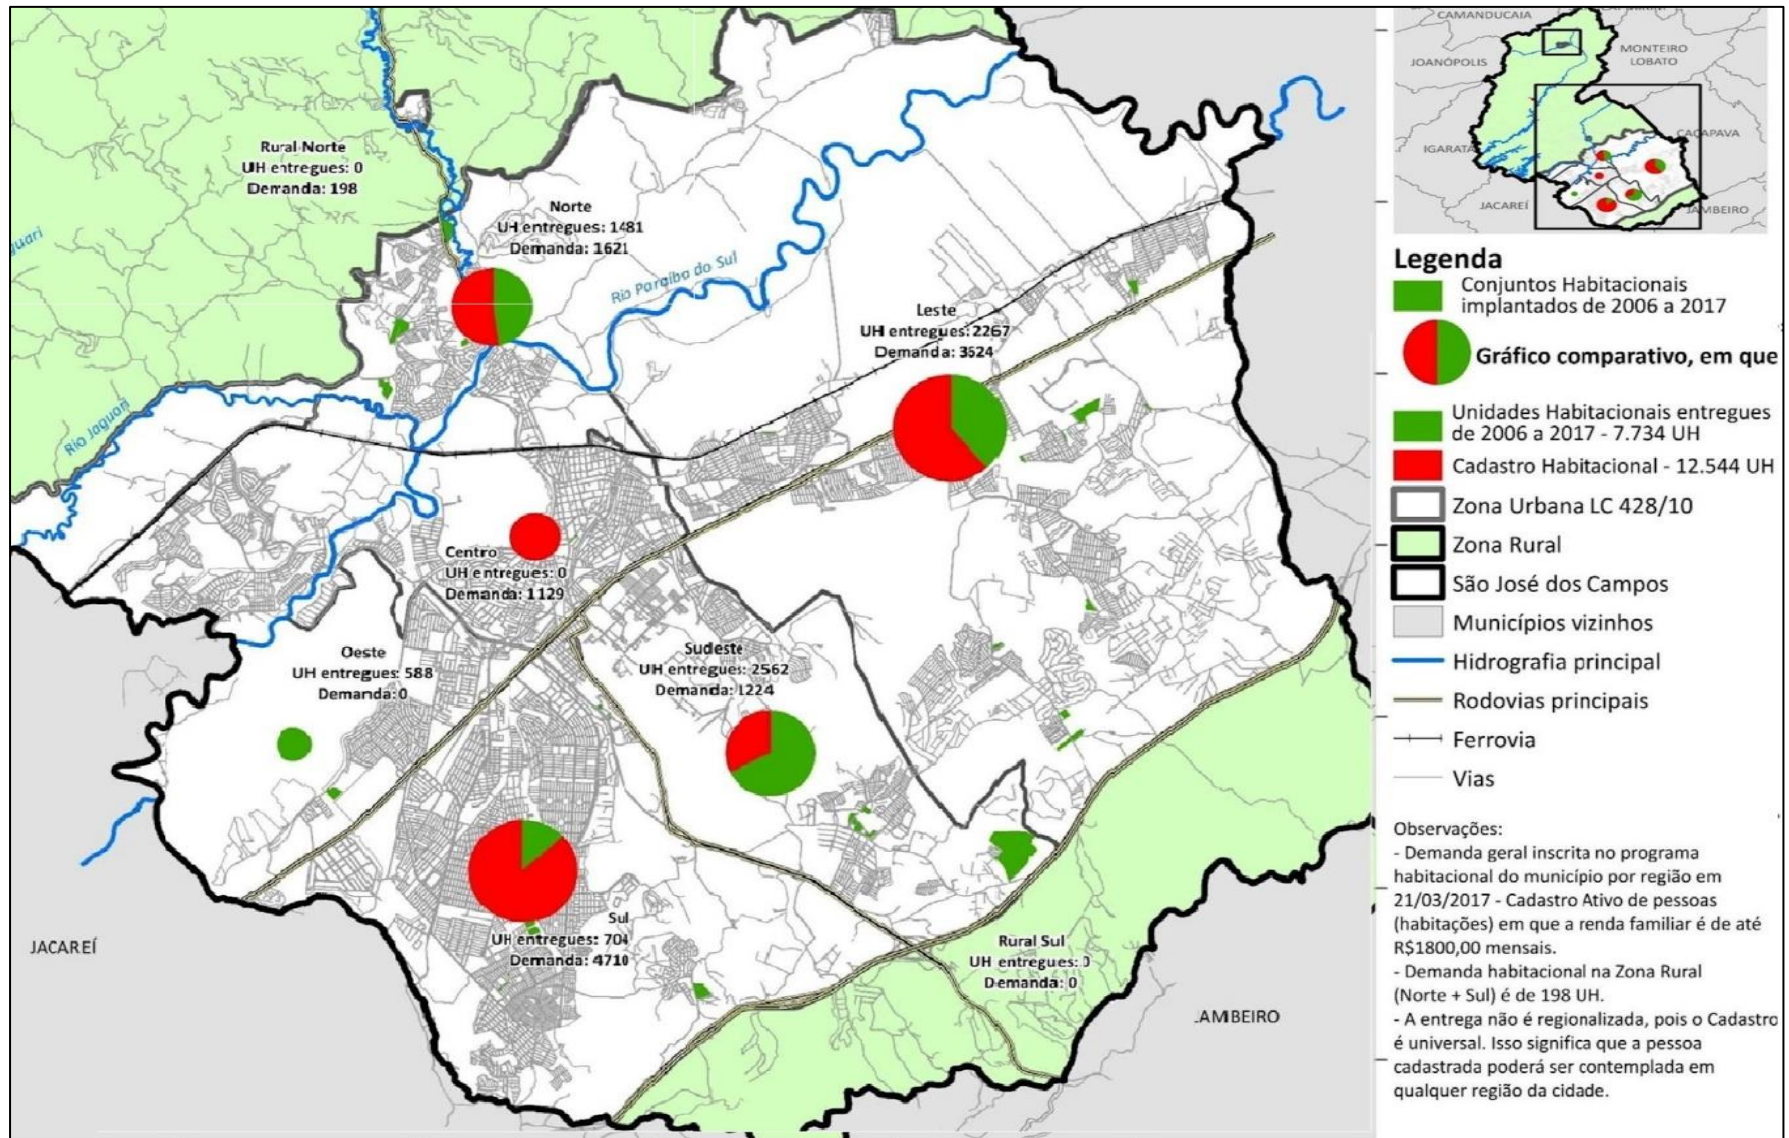 Rural Norte
UH entregues: 0
Demanda: 198
Norte
UH entregues: 1481
Demanda: 1621
Rio Paraíba do Sul
Leste
UH entregues: 2267
Demanda: 3624
Rio Jaguari
Centro
UH entregues: 0
Demanda: 1129
Oeste
UH entregues: 588
Demanda: 0
Sudeste
UH entregues: 2562
Demanda: 1224
Sul
UH entregues: 704
Demanda: 4710
Rural Sul
UH entregues: 0
Demanda: 0
JACAREÍ
JAMBEIRO
CAMANDUCAIA
JOANÓPOLIS
MONTEIRO
LOBATO
CAÇAPAVA
IGARATÁ
JACAREÍ
JAMBEIRO
Legenda
Conjuntos Habitacionais
implantados de 2006 a 2017
Gráfico comparativo, em que
Unidades Habitacionais entregues
de 2006 a 2017 - 7.734 UH
Cadastro Habitacional - 12.544 UH
Zona Urbana LC 428/10
Zona Rural
São José dos Campos
Municípios vizinhos
Hidrografia principal
Rodovias principais
Ferrovia
Vias
Observações:
- Demanda geral inscrita no programa
habitacional do município por região em
21/03/2017 - Cadastro Ativo de pessoas
(habitações) em que a renda familiar é de até
R$1800,00 mensais.
- Demanda habitacional na Zona Rural
(Norte + Sul) é de 198 UH.
- A entrega não é regionalizada, pois o Cadastro
é universal. Isso significa que a pessoa
cadastrada poderá ser contemplada em
qualquer região da cidade.